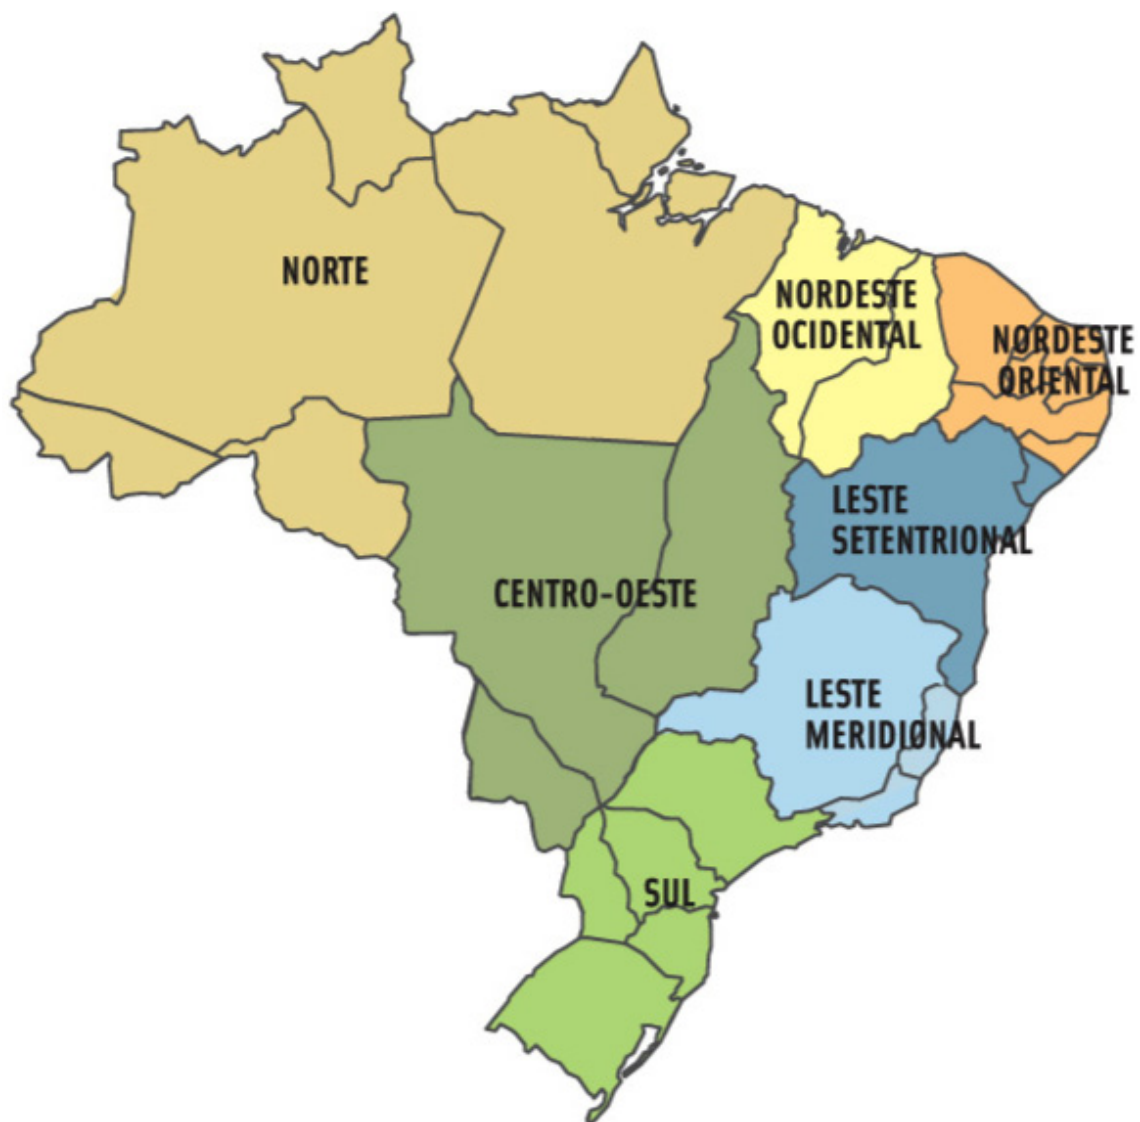 NORTE
NORDESTE
OCIDENTAL
NORDESTE
ORIENTAL
LESTE
SETENTRIONAL
CENTRO-OESTE
LESTE
MERIDIONAL
SUL